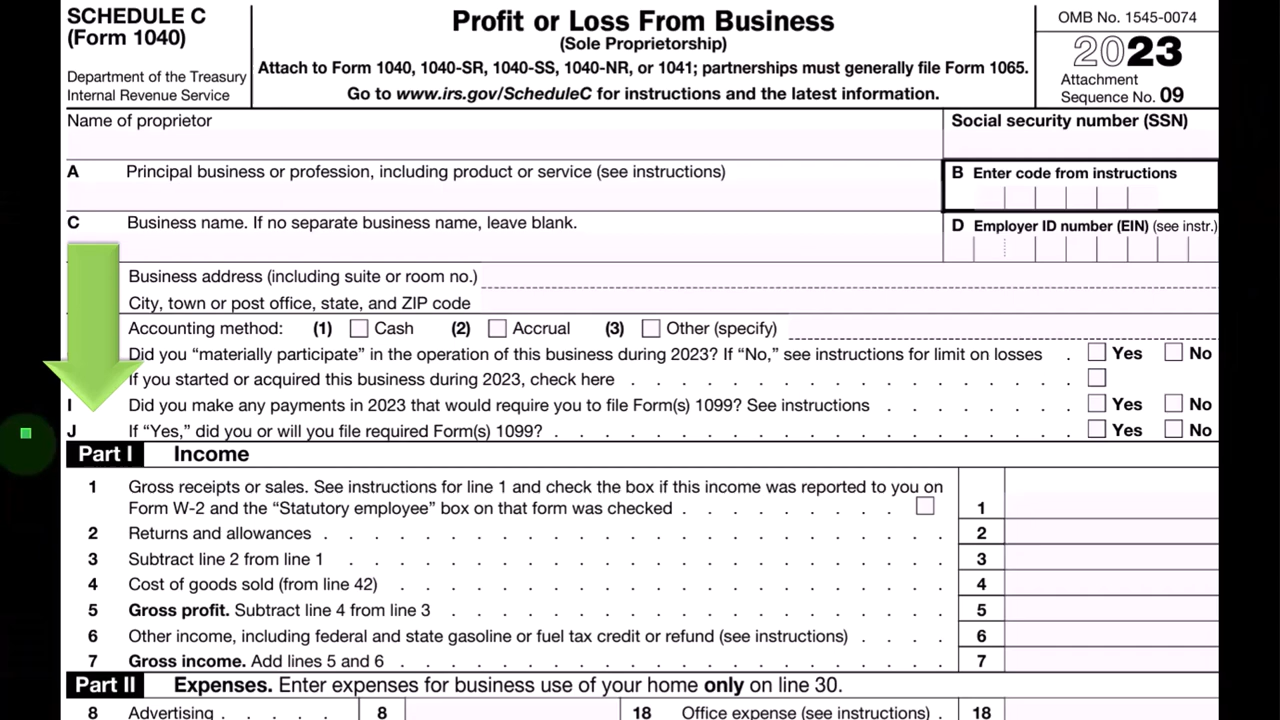 SCHEDULE C
(Form 1040)
Department of the Treasury
Internal Revenue Service
Profit or Loss From Business
(Sole Proprietorship)
Attach to Form 1040, 1040-SR, 1040-SS, 1040-NR, or 1041; partnerships must generally file Form 1065.
Go to www.irs.gov/ScheduleC for instructions and the latest information.
OMB No. 1545-0074
2023
Attachment
Sequence No. 09
Name of proprietor
Social security number (SSN)
A Principal business or profession, including product or service (see instructions)
B Enter code from instructions
C Business name. If no separate business name, leave blank.
D Employer ID number (EIN) (see instr.)
Business address (including suite or room no.)
City, town or post office, state, and ZIP code
Accounting method: (1) Cash (2) Accrual (3) Other (specify)
Did you “materially participate” in the operation of this business during 2023? If “No,” see instructions for limit on losses . Yes No
If you started or acquired this business during 2023, check here . . . . . . . . . . . . . . . . .
I Did you make any payments in 2023 that would require you to file Form(s) 1099? See instructions . . . . . . . . Yes No
J If “Yes,” did you or will you file required Form(s) 1099? . . . . . . . . . . . . . . . . . . . . Yes No
Part I Income
1 Gross receipts or sales. See instructions for line 1 and check the box if this income was reported to you on
Form W-2 and the “Statutory employee” box on that form was checked . . . . . . . . . 1
2 Returns and allowances . . . . . . . . . . . . . . . . . . . . . 2
3 Subtract line 2 from line 1 . . . . . . . . . . . . . . . . . . . . 3
4 Cost of goods sold (from line 42) . . . . . . . . . . . . . . . . . . 4
5 Gross profit. Subtract line 4 from line 3 . . . . . . . . . . . . . . . . . 5
6 Other income, including federal and state gasoline or fuel tax credit or refund (see instructions) . . . . 6
7 Gross income. Add lines 5 and 6 . . . . . . . . . . . . . . . . . . 7
Part II Expenses. Enter expenses for business use of your home only on line 30.
8 Advertising . . . . . 8 18 Office expense (see instructions) . 18